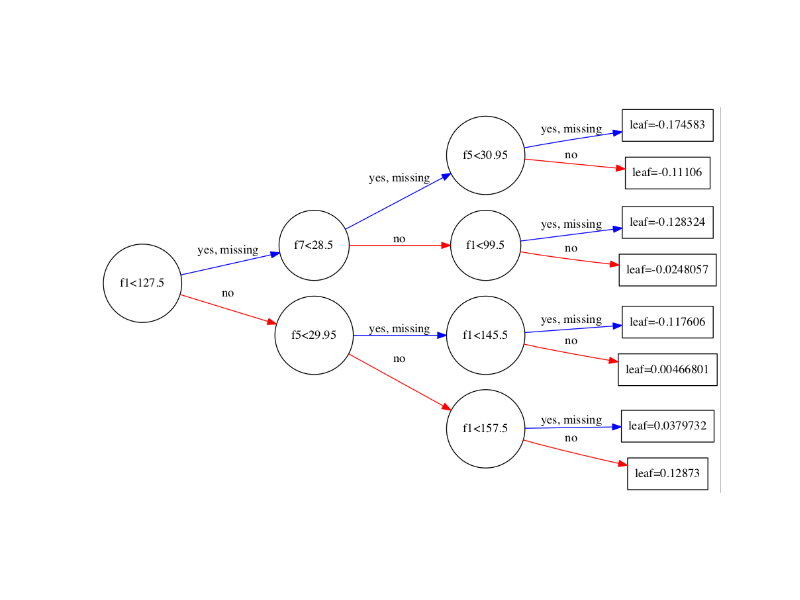 f1<127.5
yes, missing
no
f7<28.5
f5<29.95
yes, missing
no
yes, missing
no
f5<30.95
f1<99.5
f1<145.5
f1<157.5
yes, missing
no
yes, missing
no
yes, missing
no
yes, missing
no
leaf=-0.174583
leaf=-0.11106
leaf=-0.128324
leaf=-0.0248057
leaf=-0.117606
leaf=0.00466801
leaf=0.0379732
leaf=0.12873